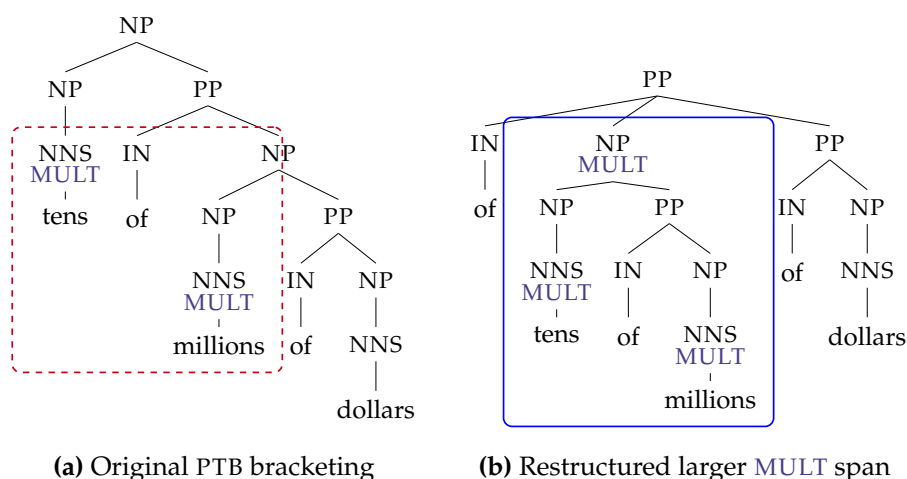 NP
NP PP
NNS IN NP
MULT
tens of NP PP
NNS IN NP
MULT
millions of NNS
dollars
(a) Original PTB bracketing
PP
IN NP PP
MULT
of NP PP IN NP
NNS IN NP of NNS
MULT
tens of NNS dollars
MULT
millions
(b) Restructured larger MULT span